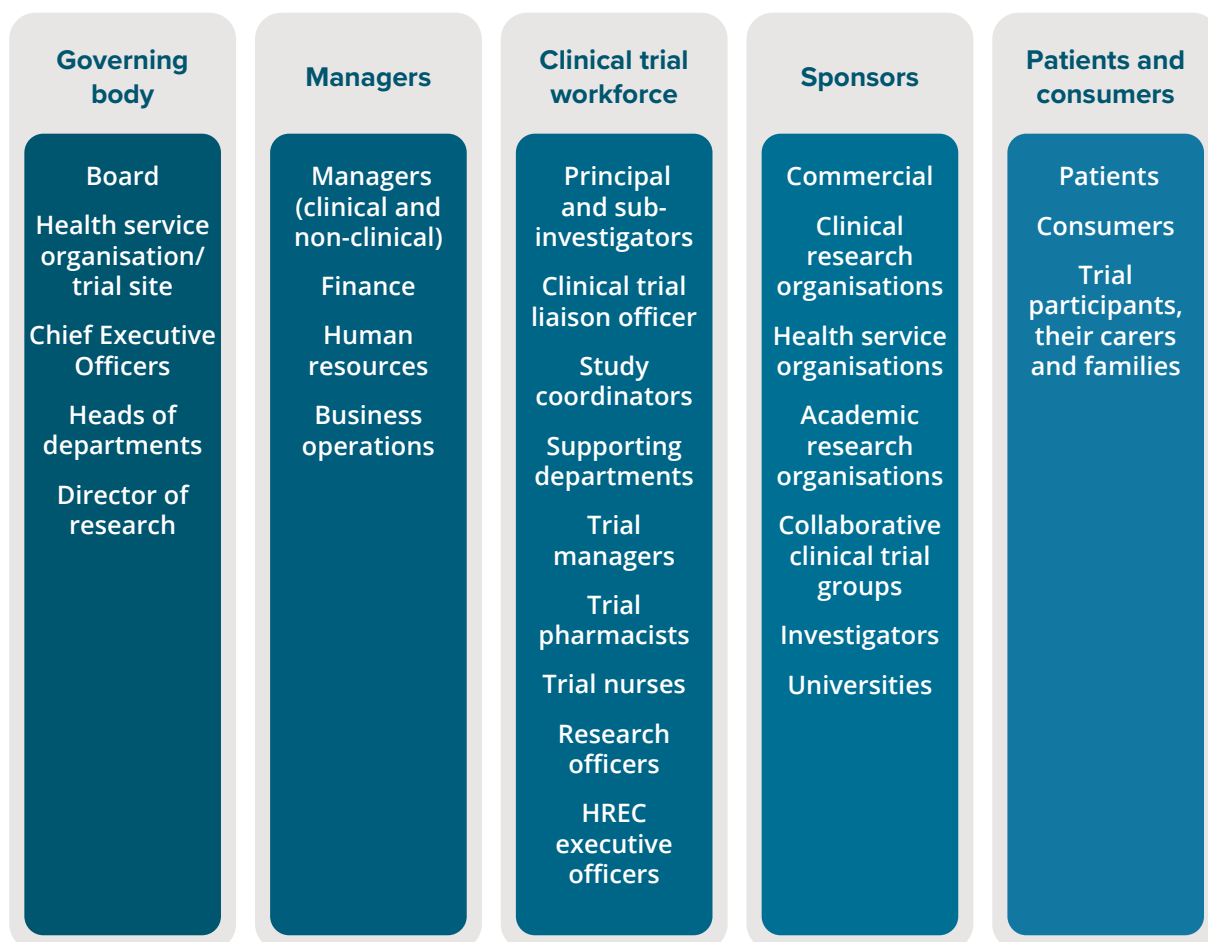 Governing
body
Board
Health service
organisation/
trial site
Chief Executive
Officers
Heads of
departments
Director of
research
Managers
Managers
(clinical and
non-clinical)
Finance
Human
resources
Business
operations
Clinical trial
workforce
Principal
and sub-
investigators
Clinical trial
liaison officer
Study
coordinators
Supporting
departments
Trial
managers
Trial
pharmacists
Trial nurses
Research
officers
HREC
executive
officers
Sponsors
Commercial
Clinical
research
organisations
Health service
organisations
Academic
research
organisations
Collaborative
clinical trial
groups
Investigators
Universities
Patients and
consumers
Patients
Consumers
Trial
participants,
their carers
and families